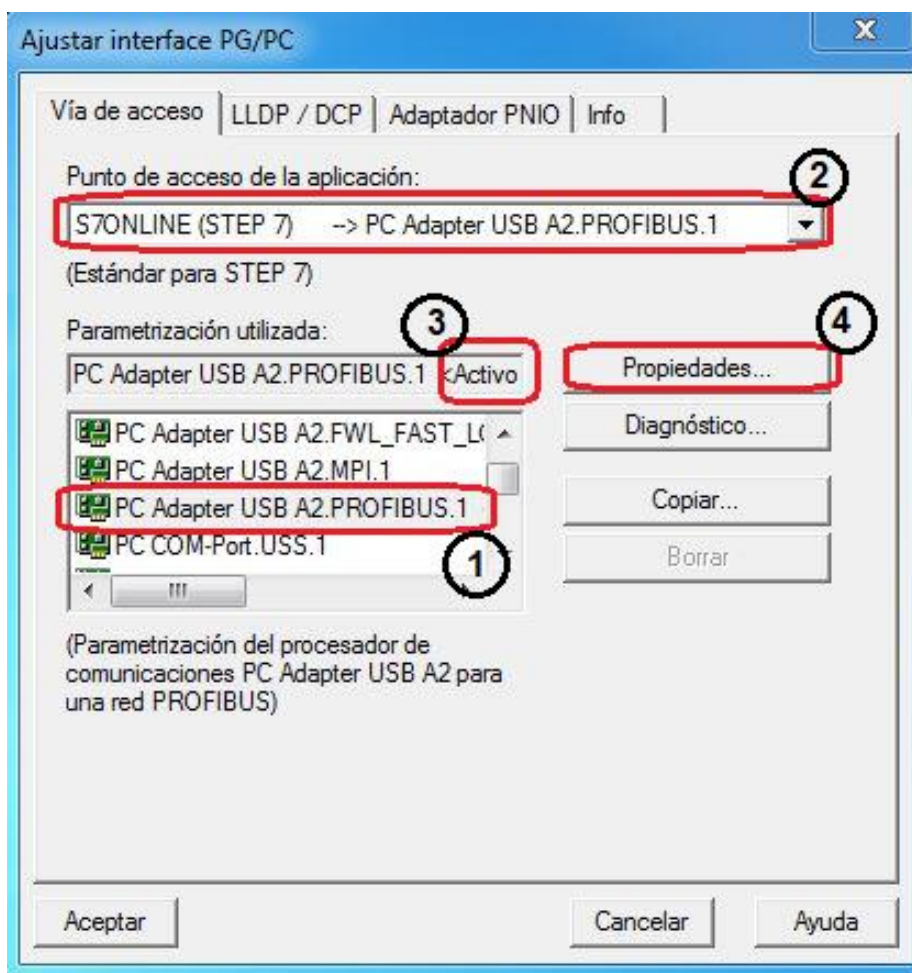 Ajustar interface PG/PC
Vía de acceso LLDP / DCP Adaptador PNIO Info
Punto de acceso de la aplicación:
2
S7ONLINE (STEP 7) --> PC Adapter USB A2.PROFIBUS.1
(Estándar para STEP 7)
Parametrización utilizada:
3
4
PC Adapter USB A2.PROFIBUS.1 <Activo
Propiedades...
PC Adapter USB A2.FWL_FAST_LO
Diagnóstico...
PC Adapter USB A2.MPI.1
PC Adapter USB A2.PROFIBUS.1
Copiar...
PC COM-Port.USS.1
1
Borrar
(Parametrización del procesador de
comunicaciones PC Adapter USB A2 para
una red PROFIBUS)
Aceptar Cancelar Ayuda